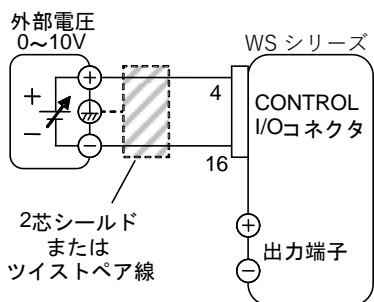 外部電圧
0～10V
WS シリーズ
+
+
−
−
4
16
CONTROL
I/Oコネクタ
2芯シールド
または
ツイストペア線
+
出力端子
−